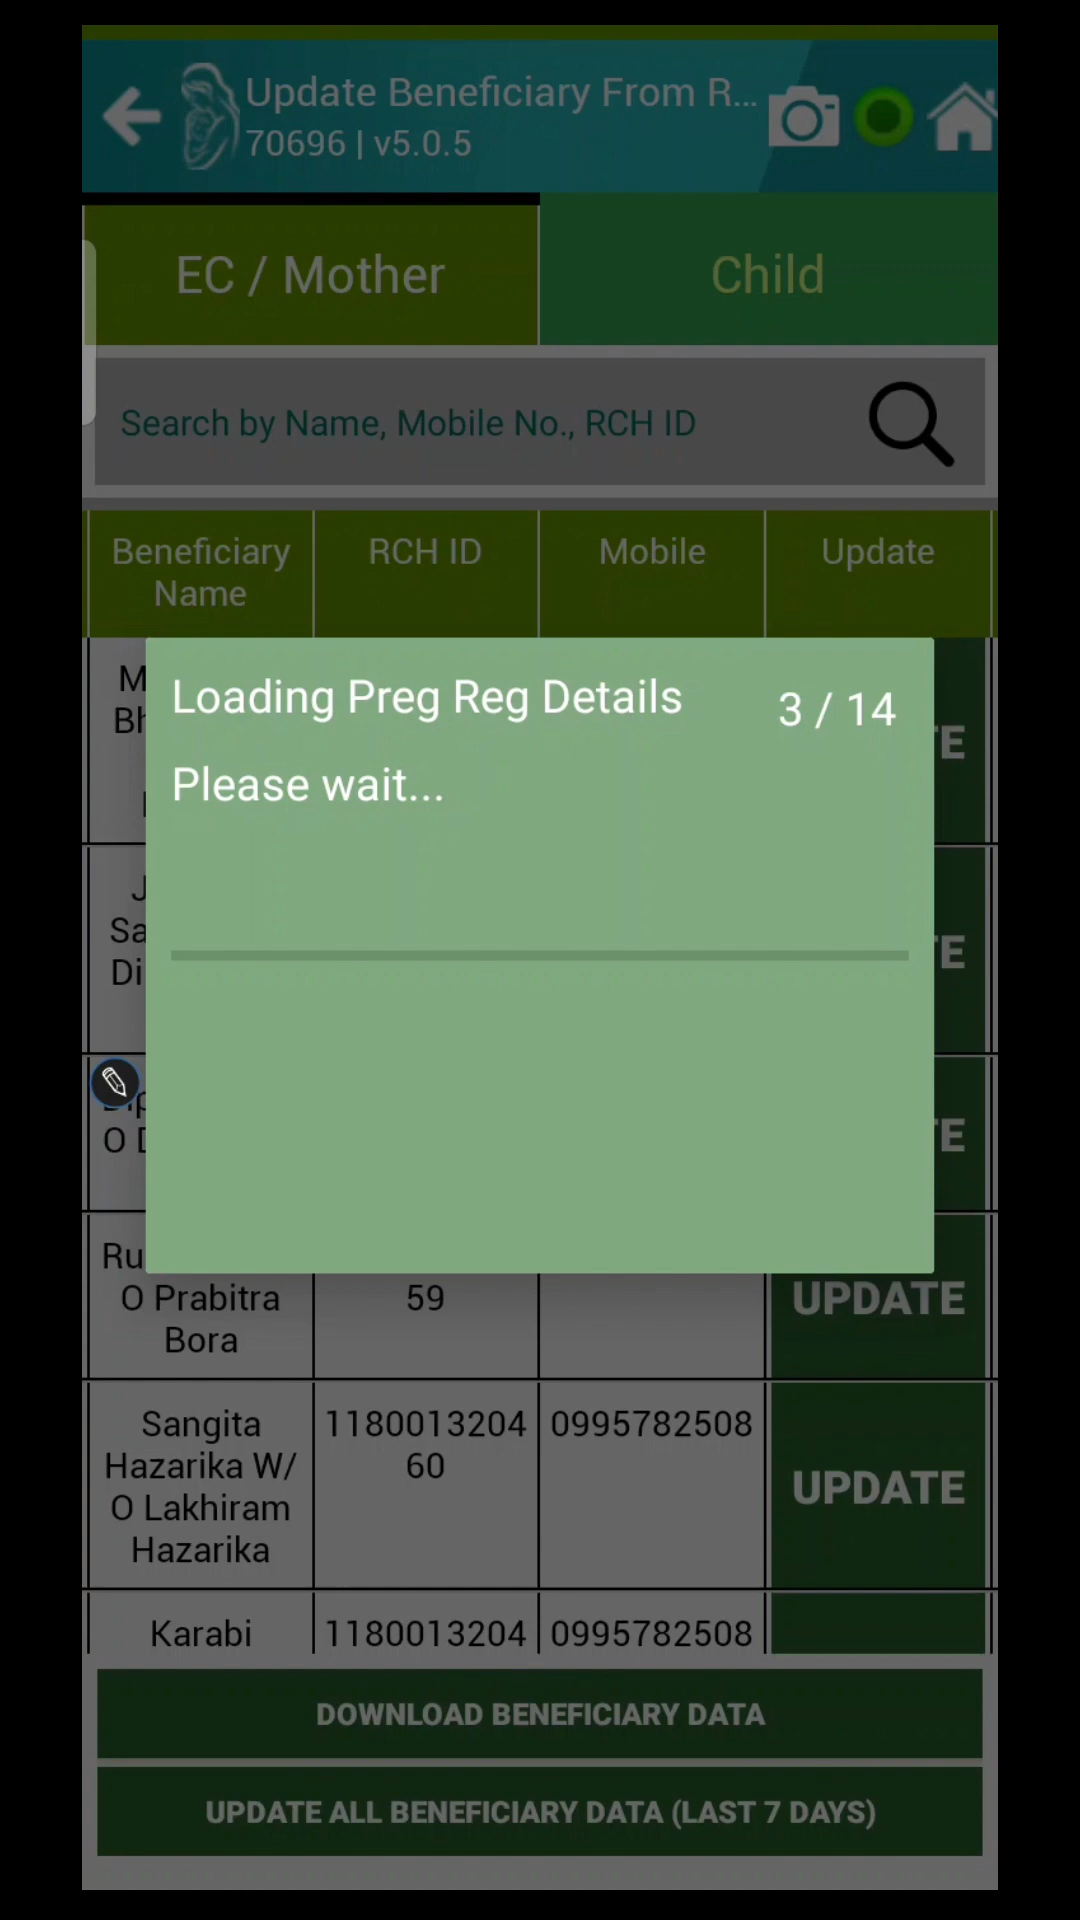 Update Beneficiary From R...
70696 | v5.0.5
EC / Mother
Child
Search by Name, Mobile No., RCH ID
Beneficiary Name
RCH ID
Mobile
Update
Loading Preg Reg Details
3 / 14
Please wait...
O Prabitra
Bora
59
UPDATE
Sangita
Hazarika W/
O Lakhiram
Hazarika
1180013204
60
0995782508
UPDATE
Karabi
1180013204
0995782508
DOWNLOAD BENEFICIARY DATA
UPDATE ALL BENEFICIARY DATA (LAST 7 DAYS)